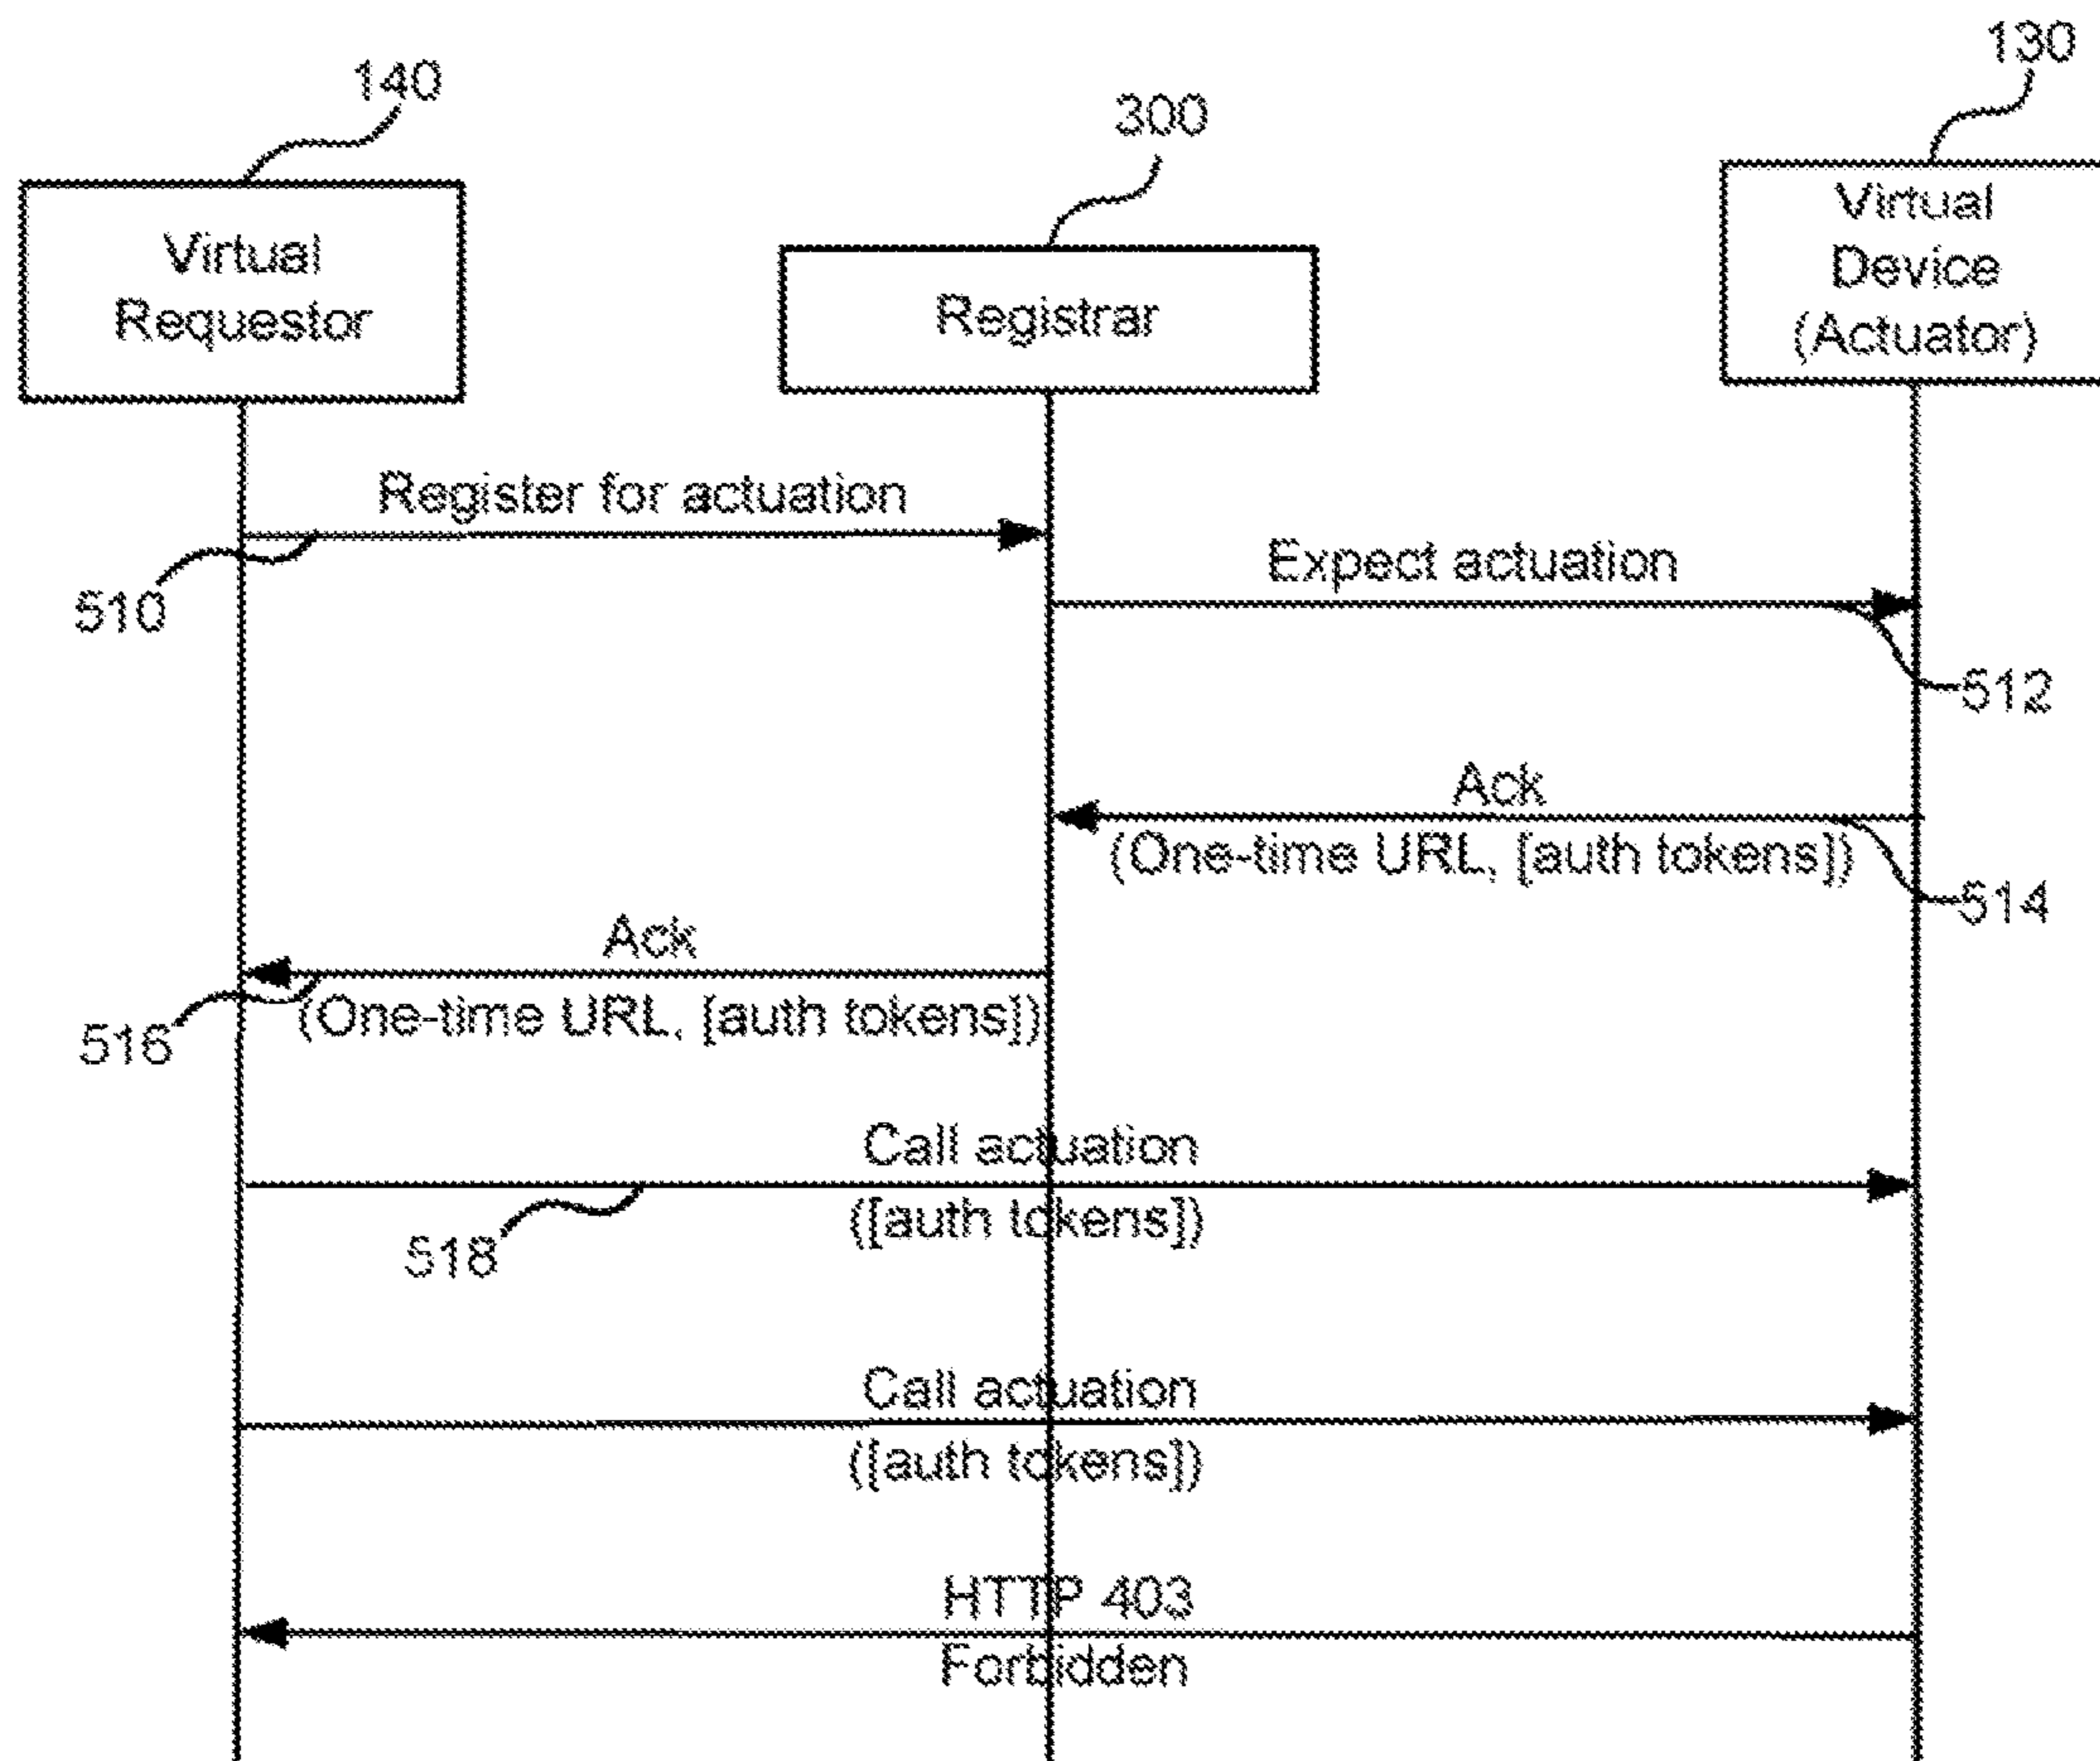 140
300
130
Virtual
Requestor
Registrar
Virtual
Device
(Actuator)
Register for actuation
510
Expect actuation
512
Ack
(One-time URL, [auth tokens])
514
Ack
(One-time URL, [auth tokens])
516
Call actuation
([auth tokens])
518
Call actuation
([auth tokens])
HTTP 403
Forbidden